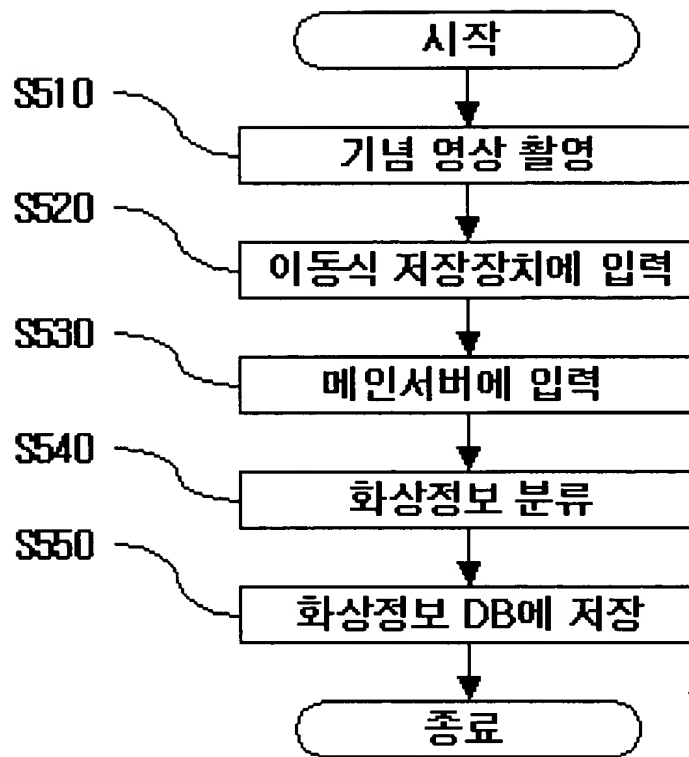 시작
S510
기념 영상 촬영
S520
이동식 저장장치에 입력
S530
메인서버에 입력
S540
화상정보 분류
S550
화상정보 DB에 저장
종료